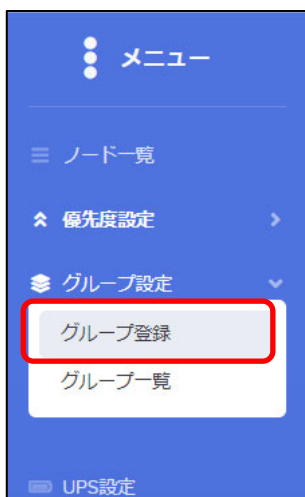 メニュー
ノード一覧
優先度設定
グループ設定
グループ登録
グループ一覧
UPS設定